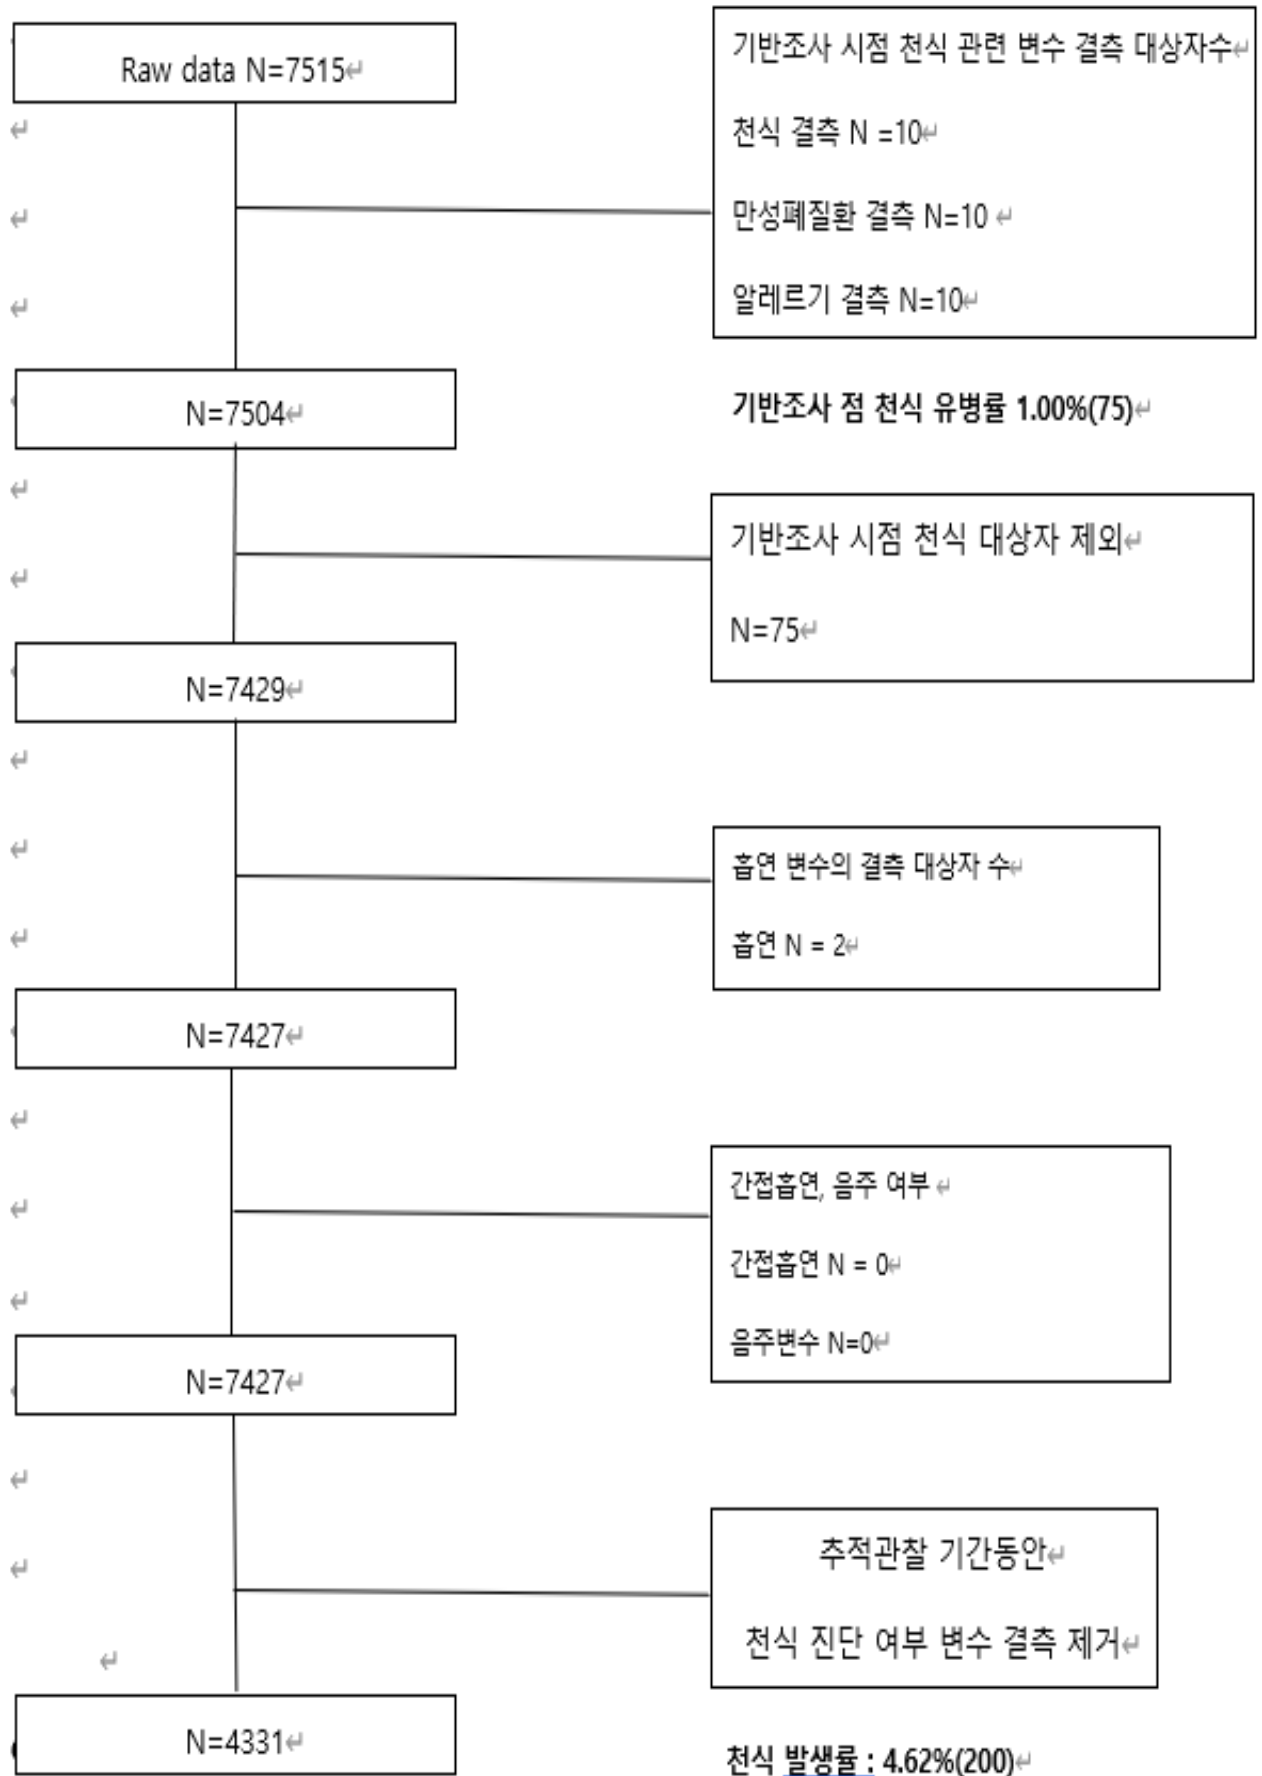 Raw data N=7515
기반조사 시점 천식 관련 변수 결측 대상자수
천식 결측 N =10
만성폐질환 결측 N=10
알레르기 결측 N=10
N=7504
기반조사 점 천식 유병률 1.00%(75)
기반조사 시점 천식 대상자 제외
N=75
N=7429
흡연 변수의 결측 대상자 수
흡연 N = 2
N=7427
간접흡연, 음주 여부
간접흡연 N = 0
음주변수 N=0
N=7427
추적관찰 기간동안
천식 진단 여부 변수 결측 제거
N=4331
천식 발생률 : 4.62%(200)